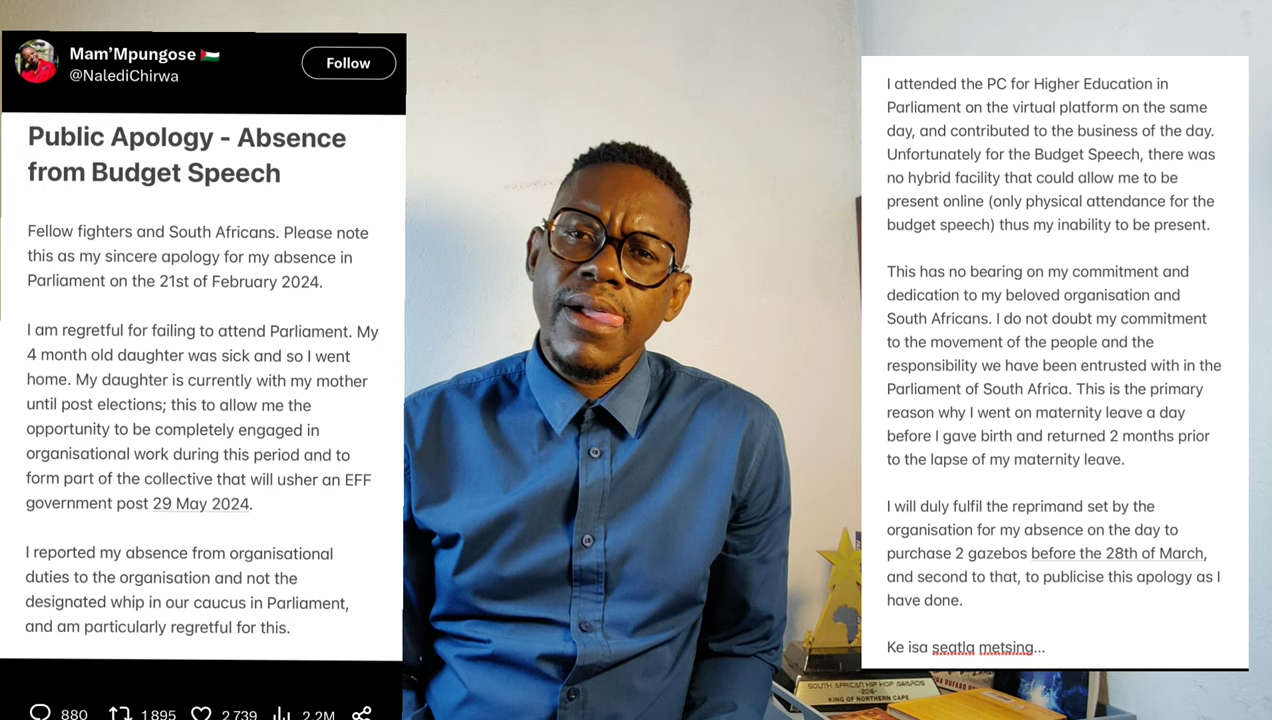 Mam’Mpungose 🇵🇸
@NalediChirwa
Follow
Public Apology - Absence
from Budget Speech
Fellow fighters and South Africans. Please note
this as my sincere apology for my absence in
Parliament on the 21st of February 2024.
I am regretful for failing to attend Parliament. My
4 month old daughter was sick and so I went
home. My daughter is currently with my mother
until post elections; this to allow me the
opportunity to be completely engaged in
organisational work during this period and to
form part of the collective that will usher an EFF
government post 29 May 2024.
I reported my absence from organisational
duties to the organisation and not the
designated whip in our caucus in Parliament,
and am particularly regretful for this.
880 1 895 2 739 2.2M
I attended the PC for Higher Education in
Parliament on the virtual platform on the same
day, and contributed to the business of the day.
Unfortunately for the Budget Speech, there was
no hybrid facility that could allow me to be
present online (only physical attendance for the
budget speech) thus my inability to be present.
This has no bearing on my commitment and
dedication to my beloved organisation and
South Africans. I do not doubt my commitment
to the movement of the people and the
responsibility we have been entrusted with in the
Parliament of South Africa. This is the primary
reason why I went on maternity leave a day
before I gave birth and returned 2 months prior
to the lapse of my maternity leave.
I will duly fulfil the reprimand set by the
organisation for my absence on the day to
purchase 2 gazebos before the 28th of March,
and second to that, to publicise this apology as I
have done.
Ke isa seatla metsing...
SOUTH AFRICAN HIP HOP AWARDS
-2016-
KING OF NORTHERN CAPE